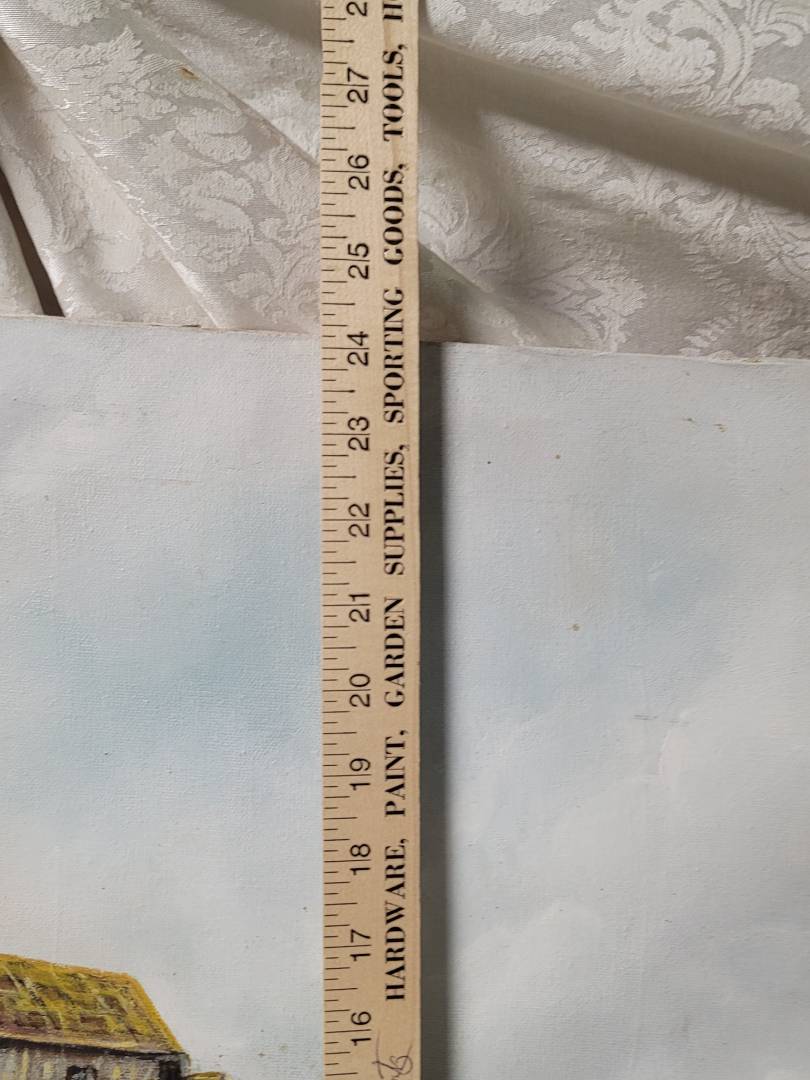 HARDWARE, PAINT, GARDEN SUPPLIES, SPORTING GOODS, TOOLS,
16 17 18 19 20 21 22 23 24 25 26 27